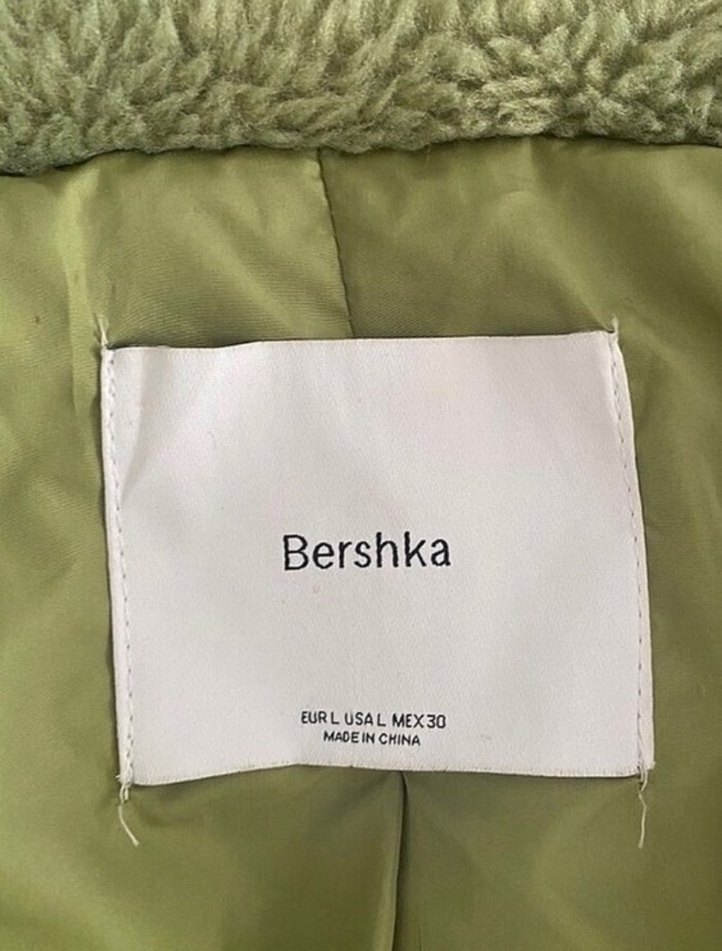 Bershka
EUR L USA L MEX 30
MADE IN CHINA